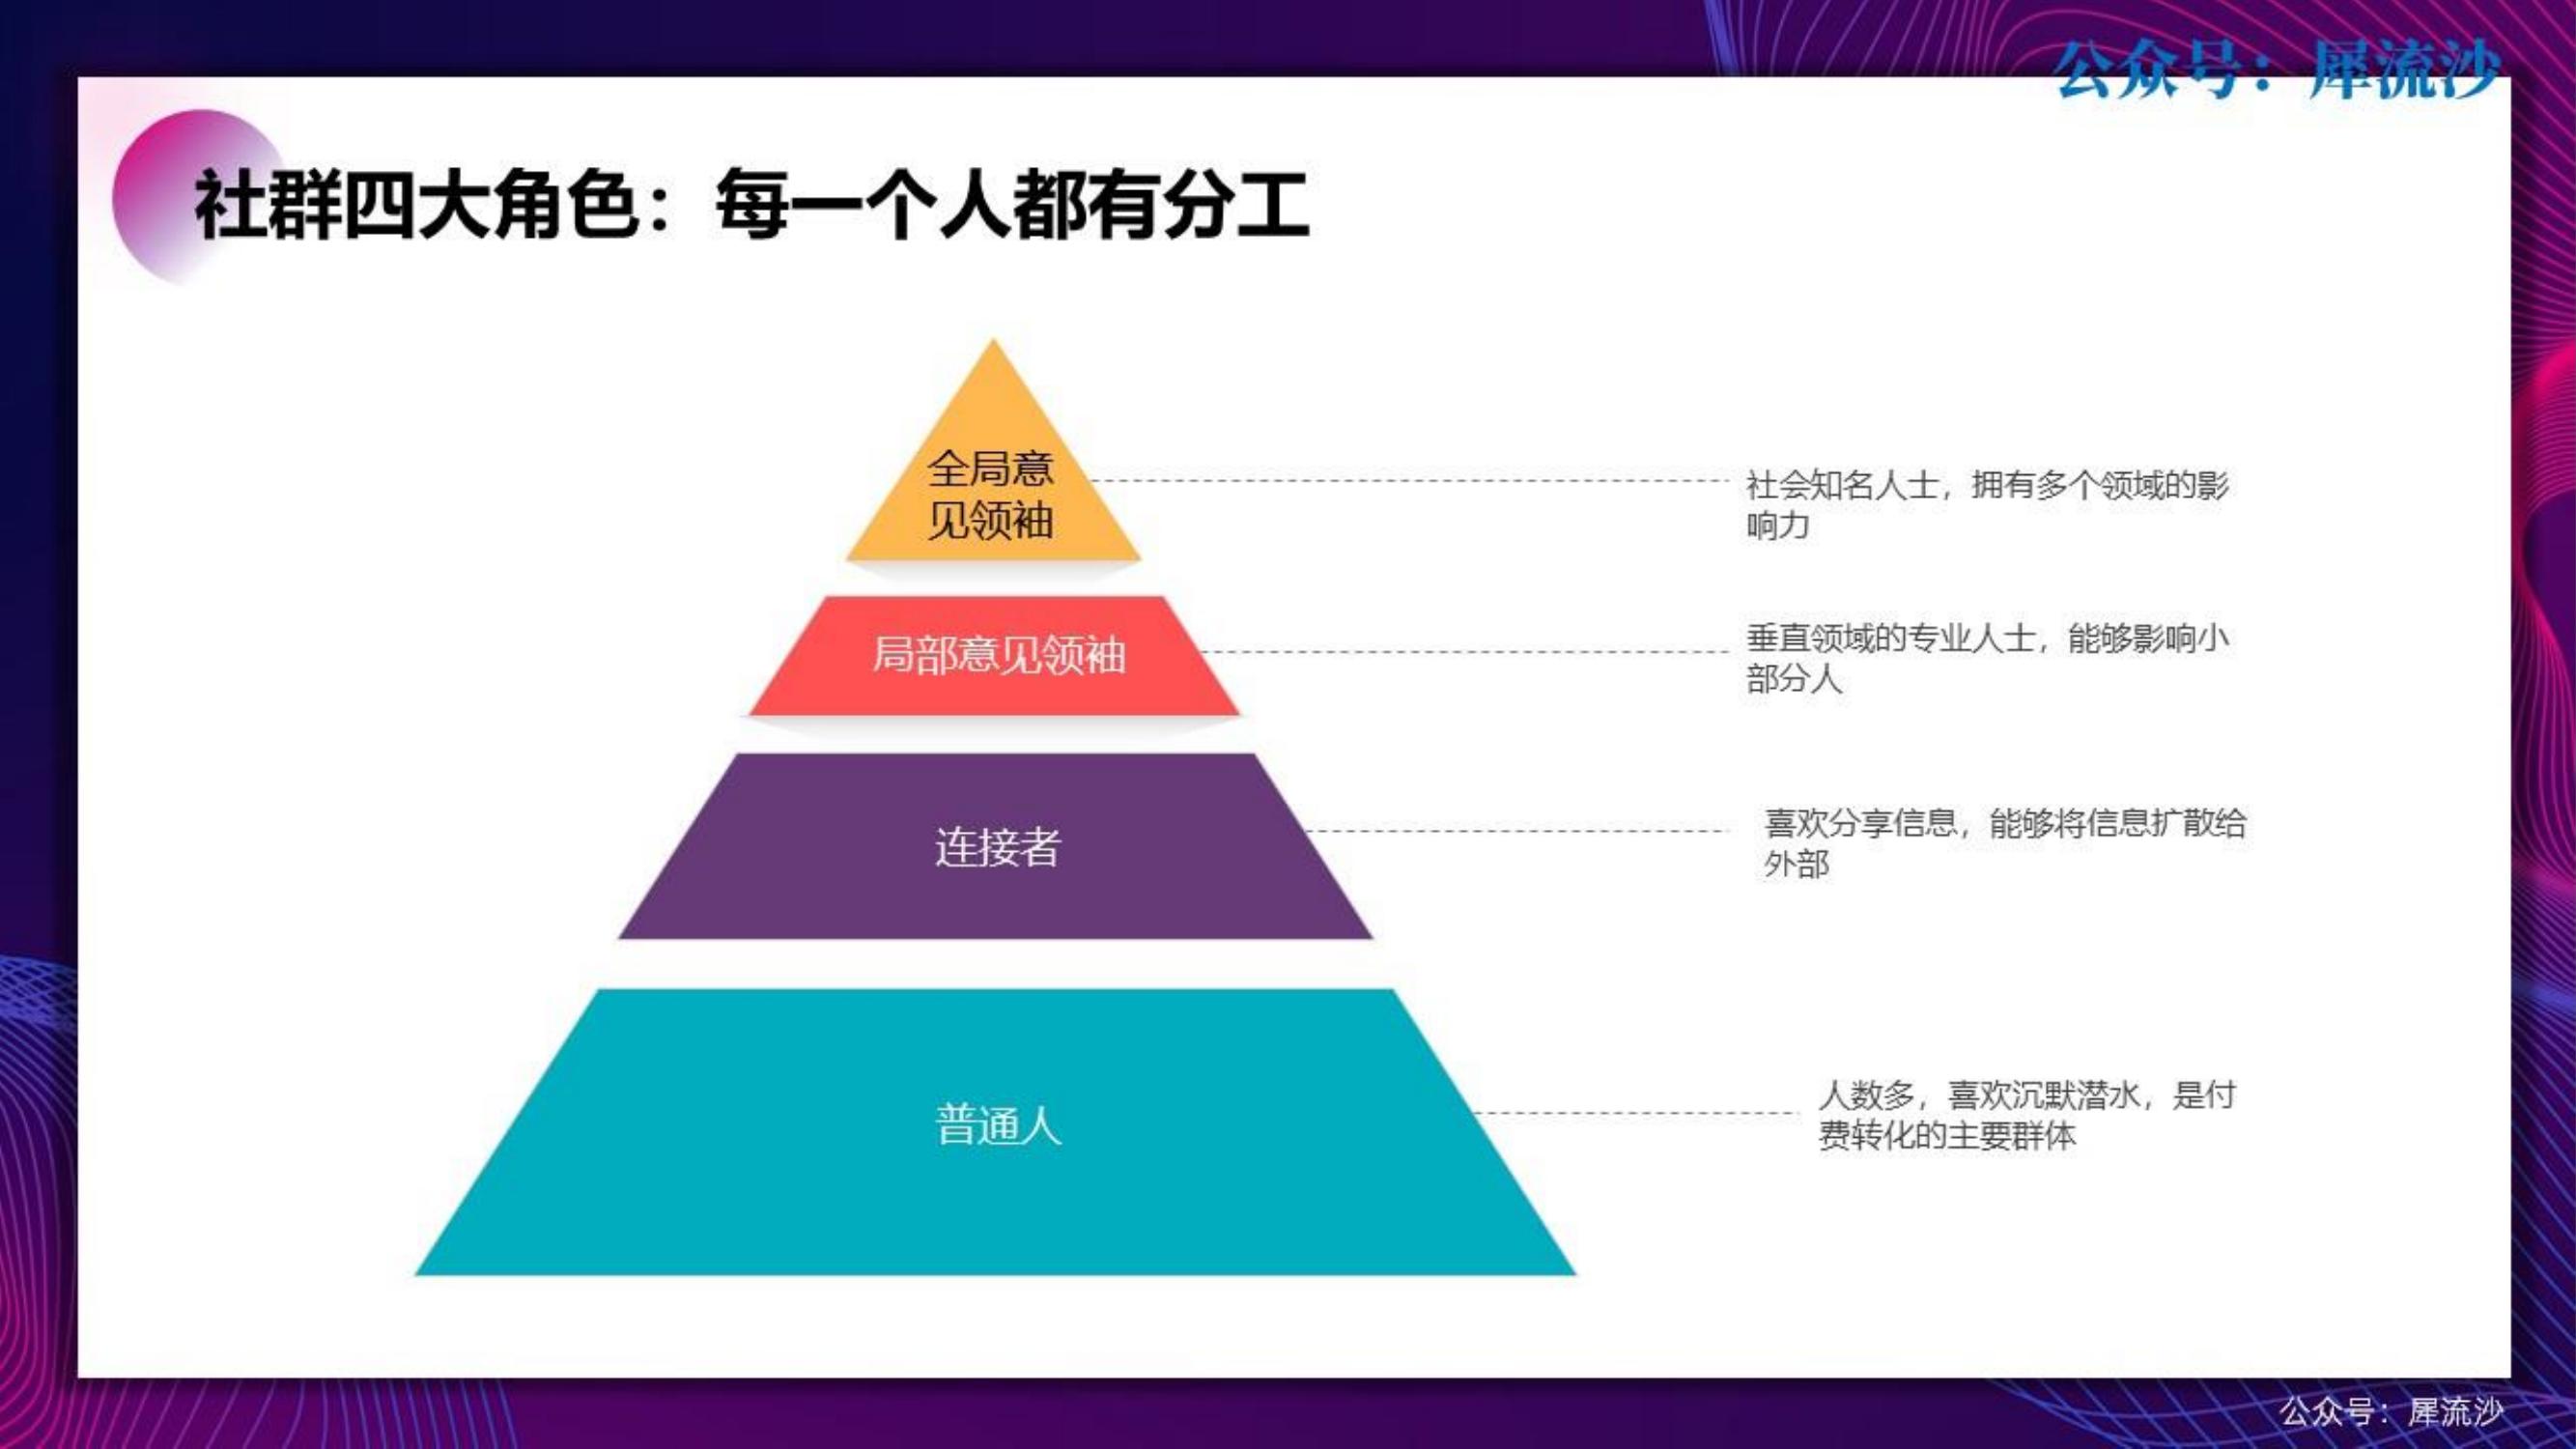 公众号：犀流沙
社群四大角色：每一个人都有分工
全局意
见领袖
社会知名人士，拥有多个领域的影
响力
局部意见领袖
垂直领域的专业人士，能够影响小
部分人
连接者
喜欢分享信息，能够将信息扩散给
外部
普通人
人数多，喜欢沉默潜水，是付
费转化的主要群体
公众号：犀流沙